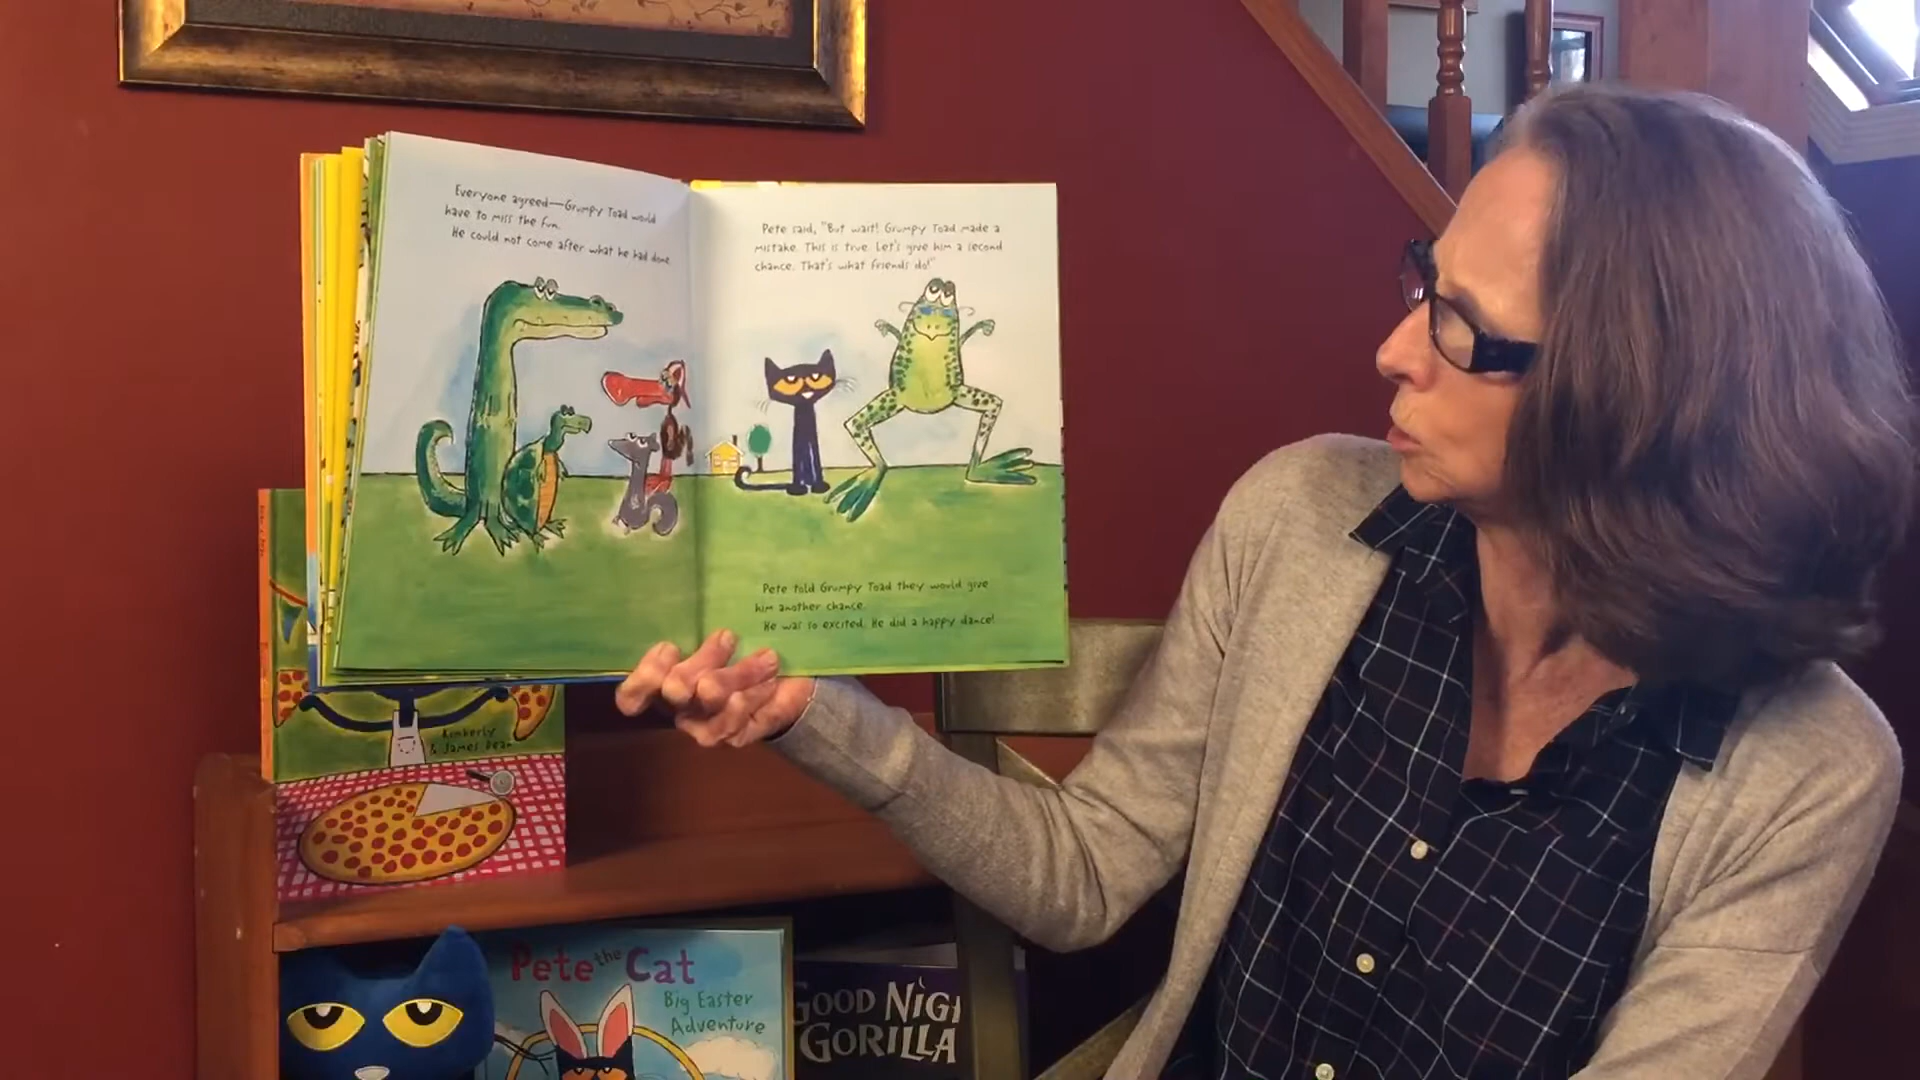 Everyone agreed—Grumpy Toad would
have to miss the fun.
He could not come after what he had done.
Pete said, "But wait! Grumpy Toad made a
mistake. This is true. Let's give him a second
chance. That's what friends do!"
Pete told Grumpy Toad they would give
him another chance.
He was so excited. He did a happy dance!
Kimberly
& James Dean
Pete the Cat
Big Easter
Adventure
GOOD NIGH
GORILLA